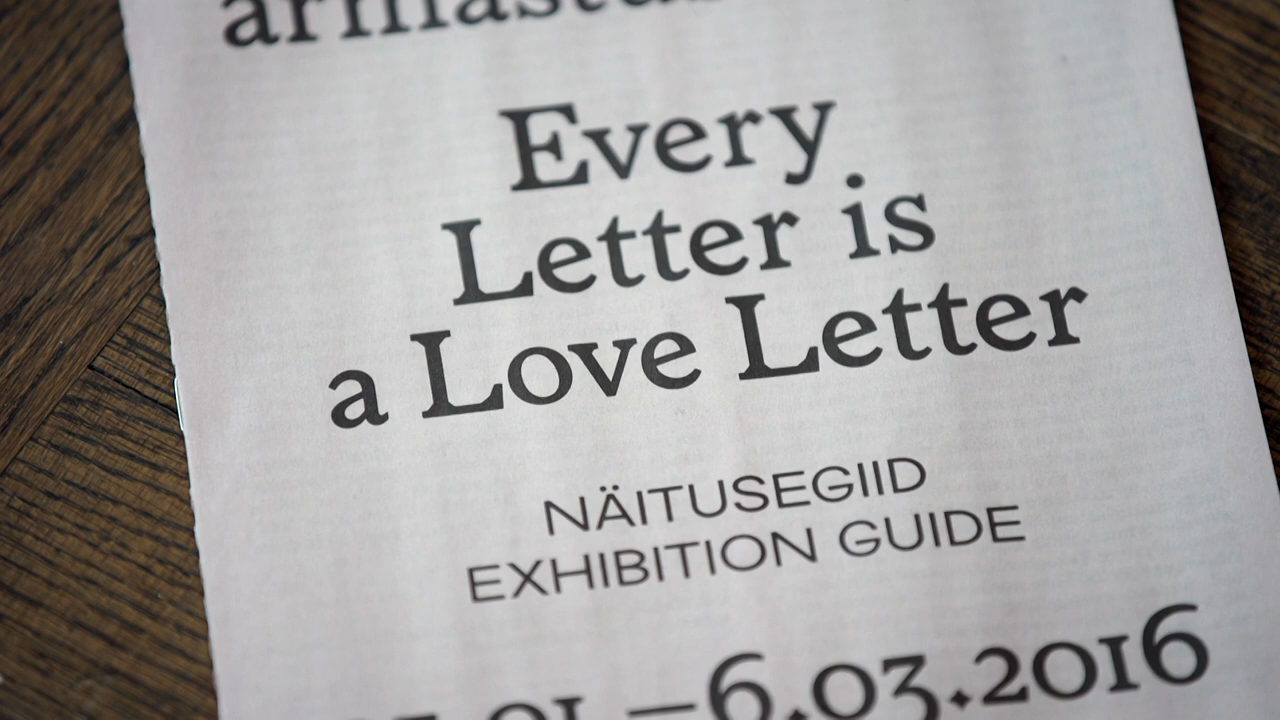 Every
Letter is
a Love Letter
NÄITUSEGIID
EXHIBITION GUIDE
–6.03.2016